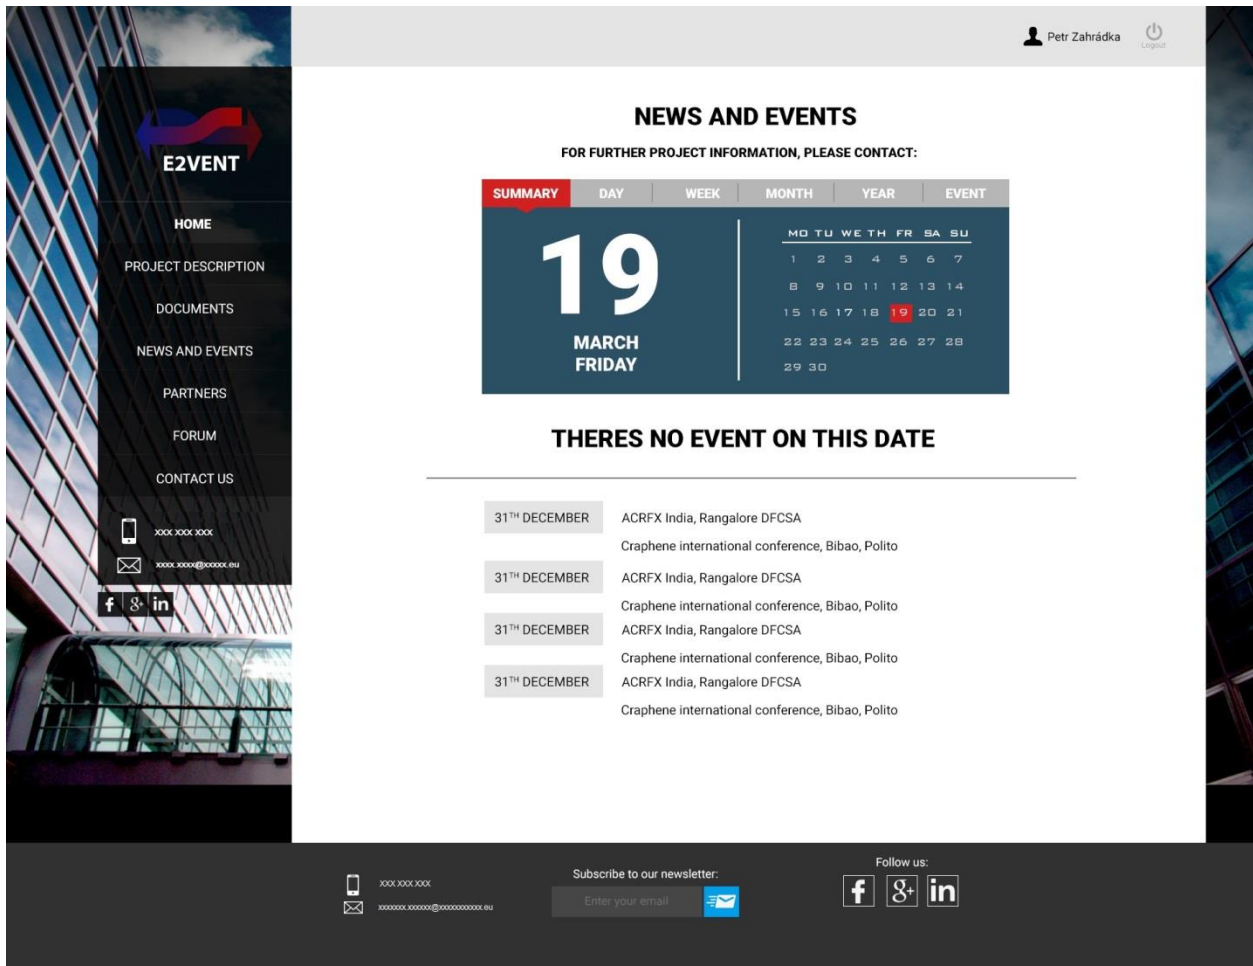 Petr Zahrádka
Logout
E2VENT
HOME
PROJECT DESCRIPTION
DOCUMENTS
NEWS AND EVENTS
PARTNERS
FORUM
CONTACT US
xxx xxx xxx
xxxx.xxxx@xxxxx.eu
f g+ in
NEWS AND EVENTS
FOR FURTHER PROJECT INFORMATION, PLEASE CONTACT:
SUMMARY DAY WEEK MONTH YEAR EVENT
19
MARCH
FRIDAY
MO TU WE TH FR SA SU
1 2 3 4 5 6 7
8 9 10 11 12 13 14
15 16 17 18 19 20 21
22 23 24 25 26 27 28
29 30
THERES NO EVENT ON THIS DATE
31TH DECEMBER ACRFX India, Rangalore DFCSA
Craphene international conference, Bibao, Polito
31TH DECEMBER ACRFX India, Rangalore DFCSA
Craphene international conference, Bibao, Polito
31TH DECEMBER ACRFX India, Rangalore DFCSA
Craphene international conference, Bibao, Polito
31TH DECEMBER ACRFX India, Rangalore DFCSA
Craphene international conference, Bibao, Polito
xxx xxx xxx
xxxxxxx.xxxxxx@xxxxxxxxxxx.eu
Subscribe to our newsletter:
Enter your email
Follow us:
f g+ in